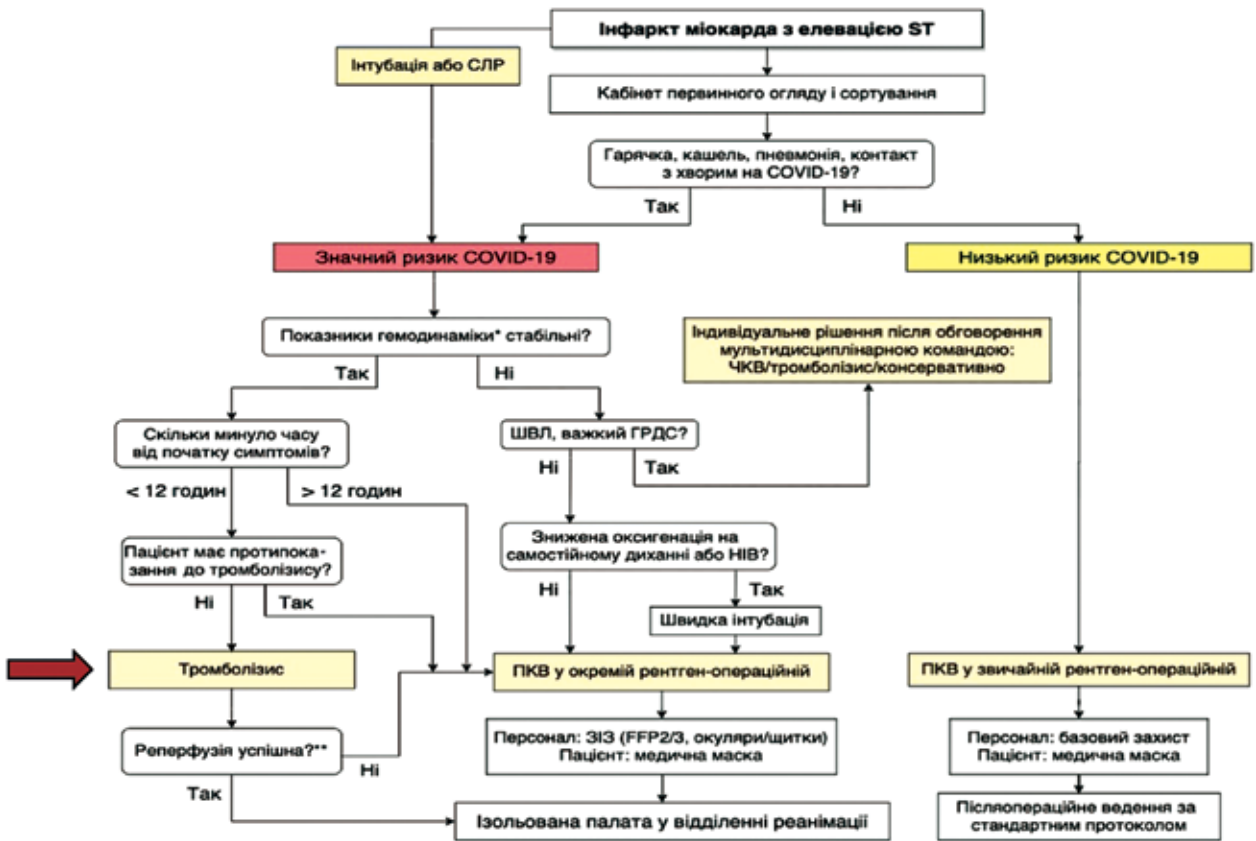 Інфаркт міокарда з елевацією ST
Інтубація або СЛР
Кабінет первинного огляду і сортування
Гарячка, кашель, пневмонія, контакт
з хворим на COVID-19?
Так
Ні
Значний ризик COVID-19
Низький ризик COVID-19
Показники гемодинаміки* стабільні?
Індивідуальне рішення після обговорення
мультидисциплінарною командою:
ЧКВ/тромболізис/консервативно
Так
Ні
Скільки минуло часу
від початку симптомів?
ШВЛ, важкий ГРДС?
Ні
Так
< 12 годин
> 12 годин
Знижена оксигенація на
самостійному диханні або НІВ?
Пацієнт має протипока-
зання до тромболізису?
Ні
Так
Ні
Так
Швидка інтубація
Тромболізис
ПКВ у окремій рентген-операційній
ПКВ у звичайній рентген-операційній
Реперфузія успішна?**
Ні
Так
Персонал: ЗІЗ (FFP2/3, окуляри/щитки)
Пацієнт: медична маска
Персонал: базовий захист
Пацієнт: медична маска
Ізольована палата у відділенні реанімації
Післяопераційне ведення за
стандартним протоколом